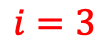 i = 3